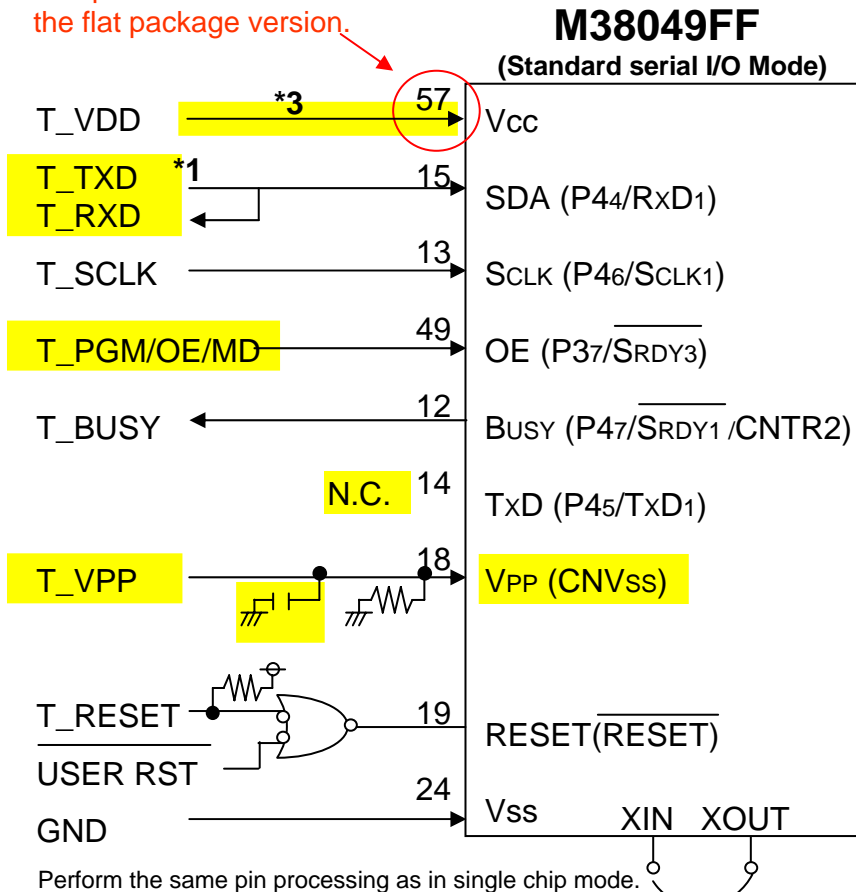 the flat package version.
M38049FF
(Standard serial I/O Mode)
T_VDD *3 57 Vcc
T_TXD *1 15 SDA (P44/RxD1)
T_RXD
T_SCLK 13 SCLK (P46/SCLK1)
T_PGM/OE/MD 49 OE (P37/SRDY3)
T_BUSY 12 BUSY (P47/SRDY1 /CNTR2)
N.C. 14 TxD (P45/TxD1)
T_VPP 18 VPP (CNVss)
T_RESET 19 RESET(RESET)
USER RST
GND 24 Vss XIN XOUT
Perform the same pin processing as in single chip mode.